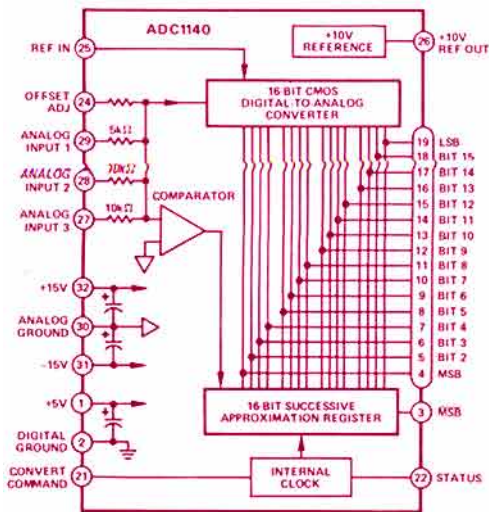 ADC1140
REF IN
25
+10V
REFERENCE
26
+10V
REF OUT
OFFSET
ADJ
24
16-BIT CMOS
DIGITAL-TO-ANALOG
CONVERTER
ANALOG
INPUT 1
29
5kΩ
ANALOG
INPUT 2
28
ANALOG
INPUT 3
27
10kΩ
COMPARATOR
19
LSB
18
BIT 15
17
BIT 14
16
BIT 13
15
BIT 12
14
BIT 11
13
BIT 10
12
BIT 9
11
BIT 8
10
BIT 7
9
BIT 6
8
BIT 5
7
BIT 4
6
BIT 3
5
BIT 2
4
MSB
+15V
32
+
ANALOG
GROUND
30
+
-15V
31
+5V
1
+
DIGITAL
GROUND
2
16-BIT SUCCESSIVE
APPROXIMATION REGISTER
3
MSB
CONVERT
COMMAND
21
INTERNAL
CLOCK
22
STATUS